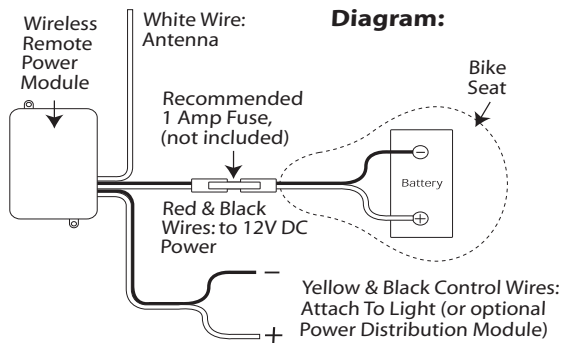 Diagram:
Wireless
Remote
Power
Module
White Wire:
Antenna
Recommended
1 Amp Fuse,
(not included)
Bike
Seat
−
Battery
+
Red & Black
Wires: to 12V DC
Power
−
+
Yellow & Black Control Wires:
Attach To Light (or optional
Power Distribution Module)